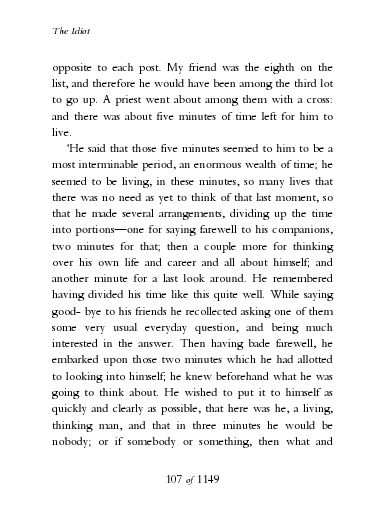 The Idiot
opposite to each post. My friend was the eighth on the
list, and therefore he would have been among the third lot
to go up. A priest went about among them with a cross:
and there was about five minutes of time left for him to
live.
‘He said that those five minutes seemed to him to be a
most interminable period, an enormous wealth of time; he
seemed to be living, in these minutes, so many lives that
there was no need as yet to think of that last moment, so
that he made several arrangements, dividing up the time
into portions—one for saying farewell to his companions,
two minutes for that; then a couple more for thinking
over his own life and career and all about himself; and
another minute for a last look around. He remembered
having divided his time like this quite well. While saying
good- bye to his friends he recollected asking one of them
some very usual everyday question, and being much
interested in the answer. Then having bade farewell, he
embarked upon those two minutes which he had allotted
to looking into himself; he knew beforehand what he was
going to think about. He wished to put it to himself as
quickly and clearly as possible, that here was he, a living,
thinking man, and that in three minutes he would be
nobody; or if somebody or something, then what and
107 of 1149